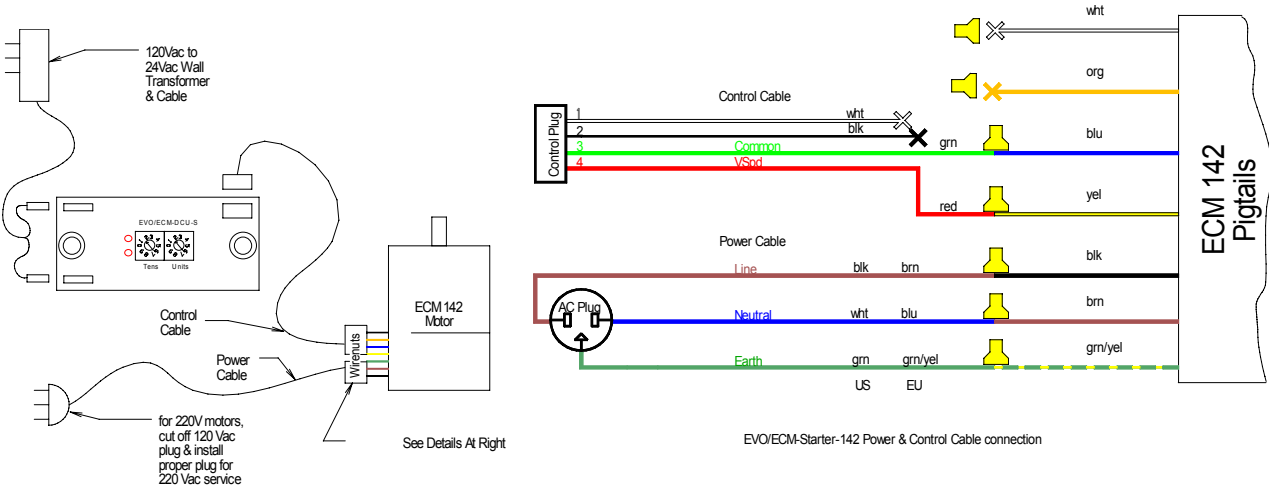 120Vac to
24Vac Wall
Transformer
& Cable
EVO/ECM-DCU-S
Tens Units
Control
Cable
Power
Cable
Wirenuts
ECM 142
Motor
for 220V motors,
cut off 120 Vac
plug & install
proper plug for
220 Vac service
See Details At Right
wht
org
Control Cable
Control Plug
1 wht
2 blk
3 Common grn blu
4 VSpd
red yel
Power Cable
Line blk brn blk
AC Plug
Neutral wht blu brn
Earth grn grn/yel grn/yel
US EU
ECM 142
Pigtails
EVO/ECM-Starter-142 Power & Control Cable connection